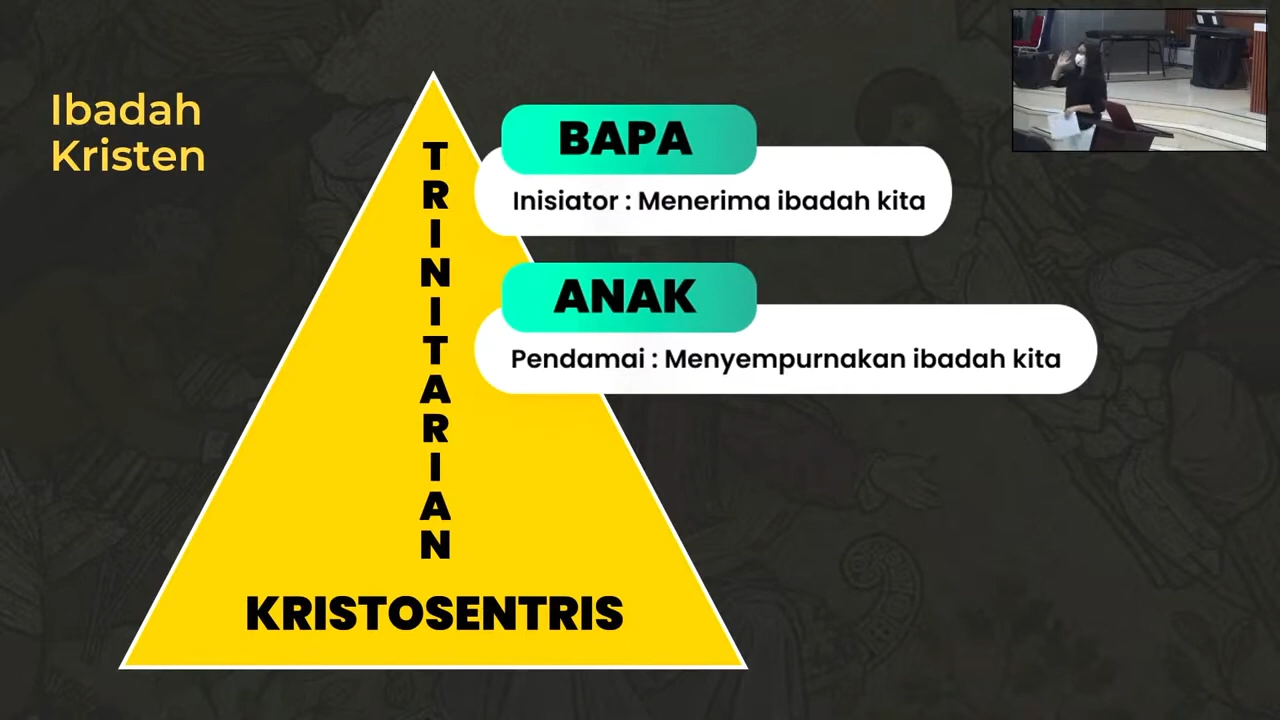 Ibadah
Kristen
TRINITARIAN
KRISTOSENTRIS
BAPA
Inisiator : Menerima ibadah kita
ANAK
Pendamai : Menyempurnakan ibadah kita